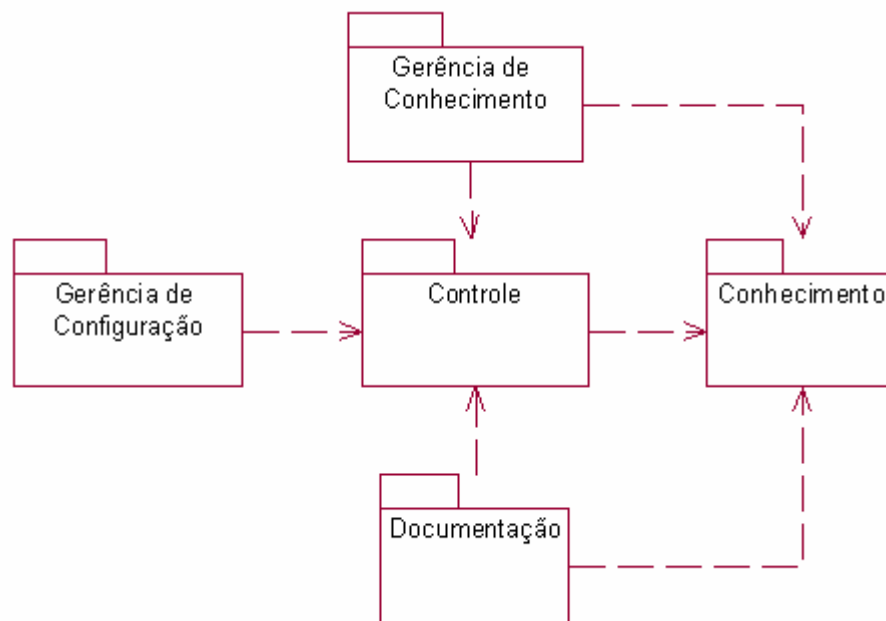 Gerência de
Conhecimento
Gerência de
Configuração
Controle
Conhecimento
Documentação